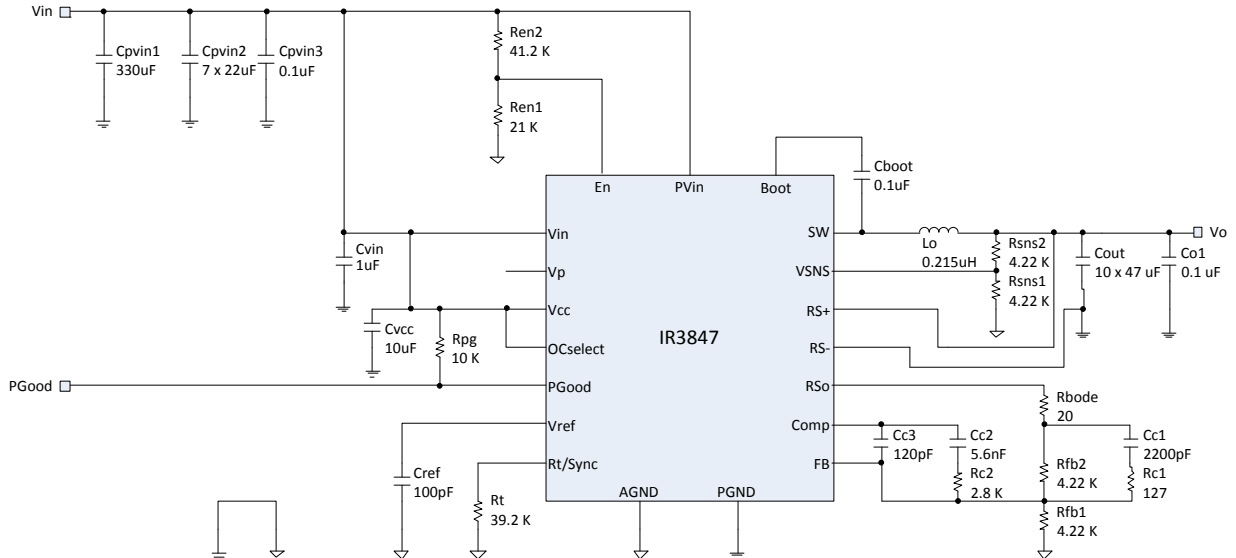 Vin
Cpvin1
330uF
Cpvin2
7 x 22uF
Cpvin3
0.1uF
Ren2
41.2 K
Ren1
21 K
Cboot
0.1uF
En
PVin
Boot
Vin
Vp
Vcc
OCselect
PGood
Vref
Rt/Sync
IR3847
AGND
PGND
SW
VSNS
RS+
RS-
RSo
Comp
FB
Cvin
1uF
Cvcc
10uF
Rpg
10 K
PGood
Cref
100pF
Rt
39.2 K
Lo
0.215uH
Rsns2
4.22 K
Rsns1
4.22 K
Cout
10 x 47 uF
Co1
0.1 uF
Vo
Rbode
20
Cc3
120pF
Cc2
5.6nF
Rc2
2.8 K
Rfb2
4.22 K
Cc1
2200pF
Rc1
127
Rfb1
4.22 K